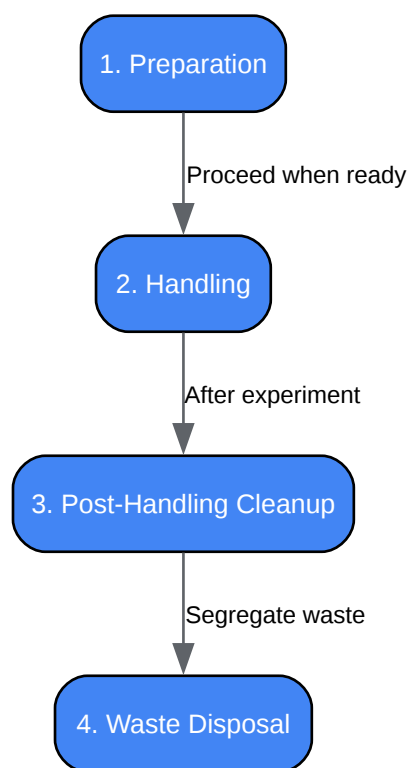 1. Preparation
Proceed when ready
2. Handling
After experiment
3. Post-Handling Cleanup
Segregate waste
4. Waste Disposal